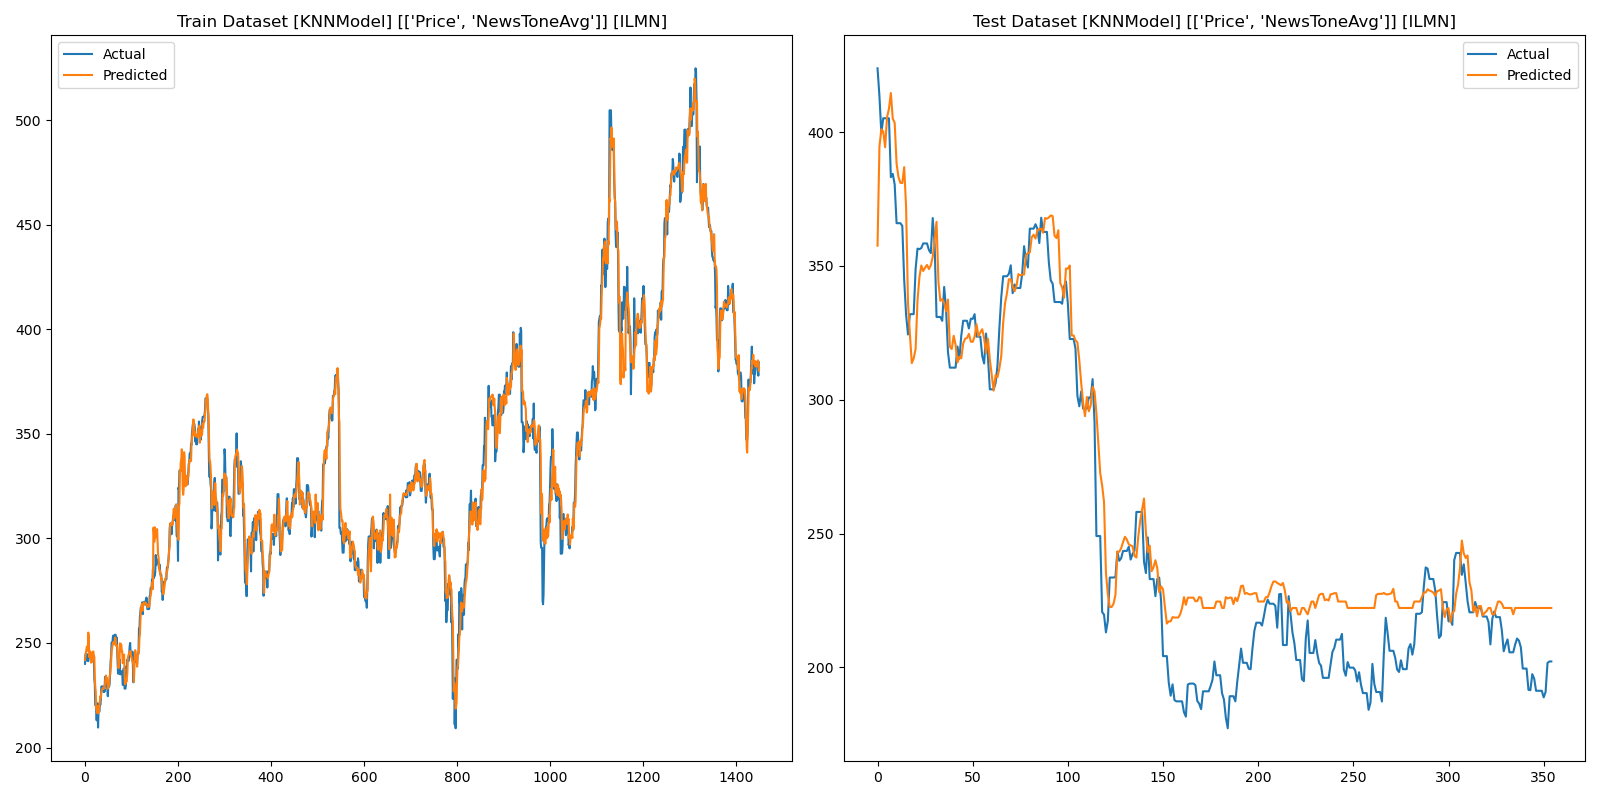 Train Dataset [KNNModel] [['Price', 'NewsToneAvg']] [ILMN]
Actual
Predicted
500
450
400
350
300
250
200
0 200 400 600 800 1000 1200 1400
Test Dataset [KNNModel] [['Price', 'NewsToneAvg']] [ILMN]
Actual
Predicted
400
350
300
250
200
0 50 100 150 200 250 300 350